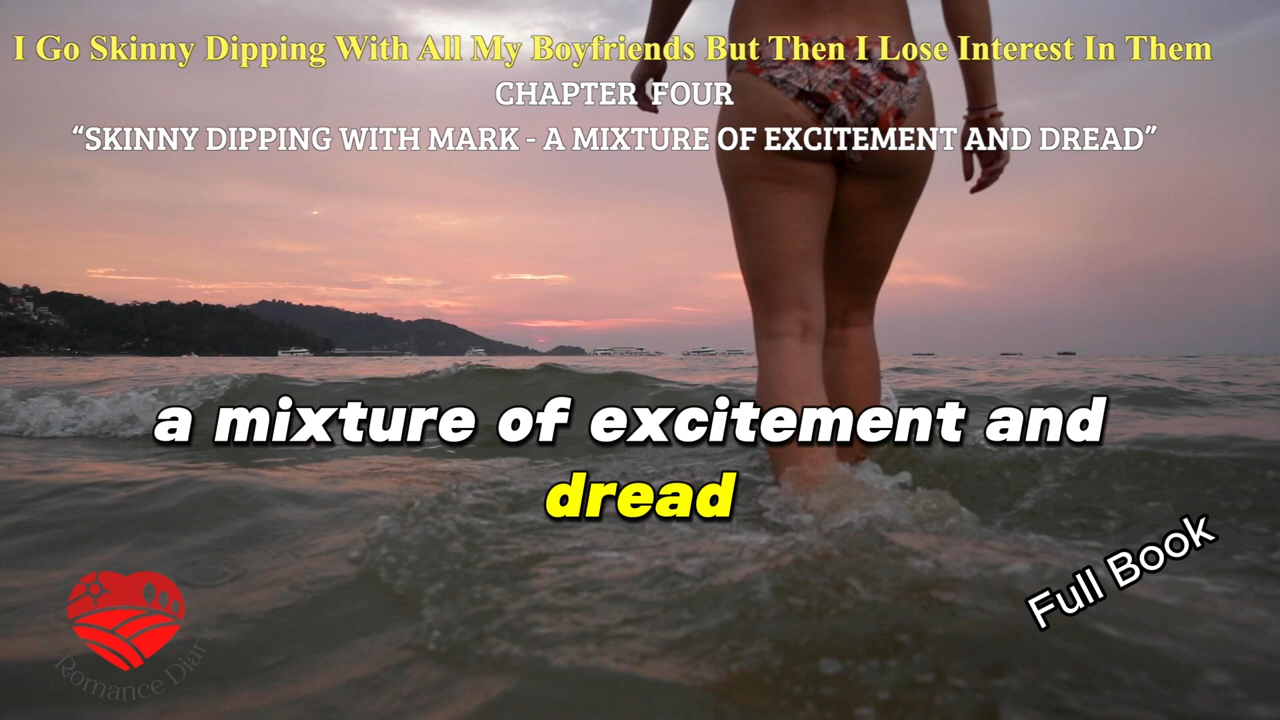 I Go Skinny Dipping With All My Boyfriends But Then I Lose Interest In Them
CHAPTER FOUR
“SKINNY DIPPING WITH MARK - A MIXTURE OF EXCITEMENT AND DREAD”
a mixture of excitement and
dread
Full Book
Romance